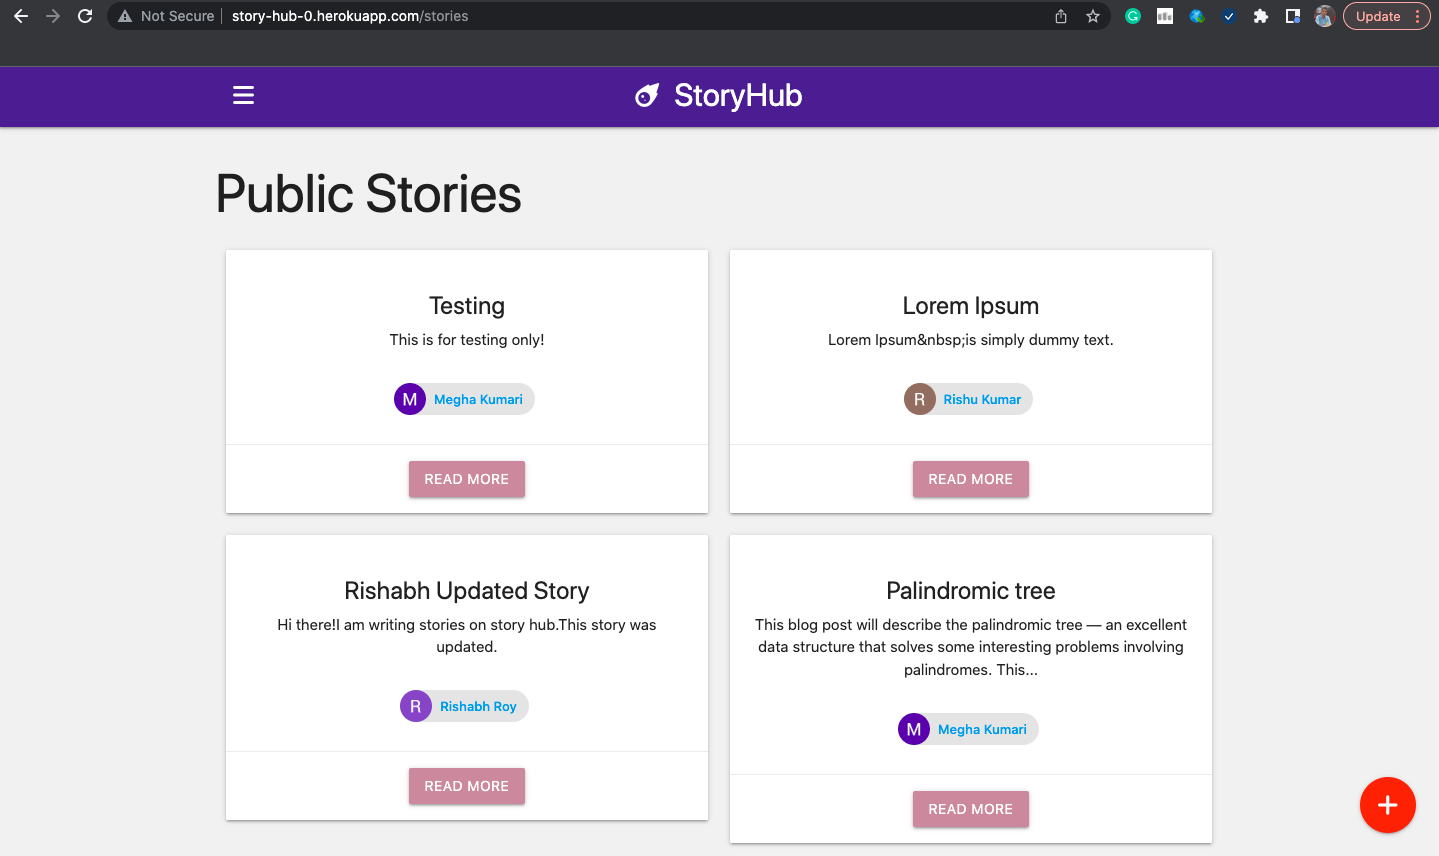 Not Secure story-hub-0.herokuapp.com/stories
Update
StoryHub
Public Stories
Testing
This is for testing only!
M Megha Kumari
READ MORE
Lorem Ipsum
Lorem Ipsum&nbsp;is simply dummy text.
R Rishu Kumar
READ MORE
Rishabh Updated Story
Hi there!I am writing stories on story hub.This story was
updated.
R Rishabh Roy
READ MORE
Palindromic tree
This blog post will describe the palindromic tree — an excellent
data structure that solves some interesting problems involving
palindromes. This...
M Megha Kumari
READ MORE